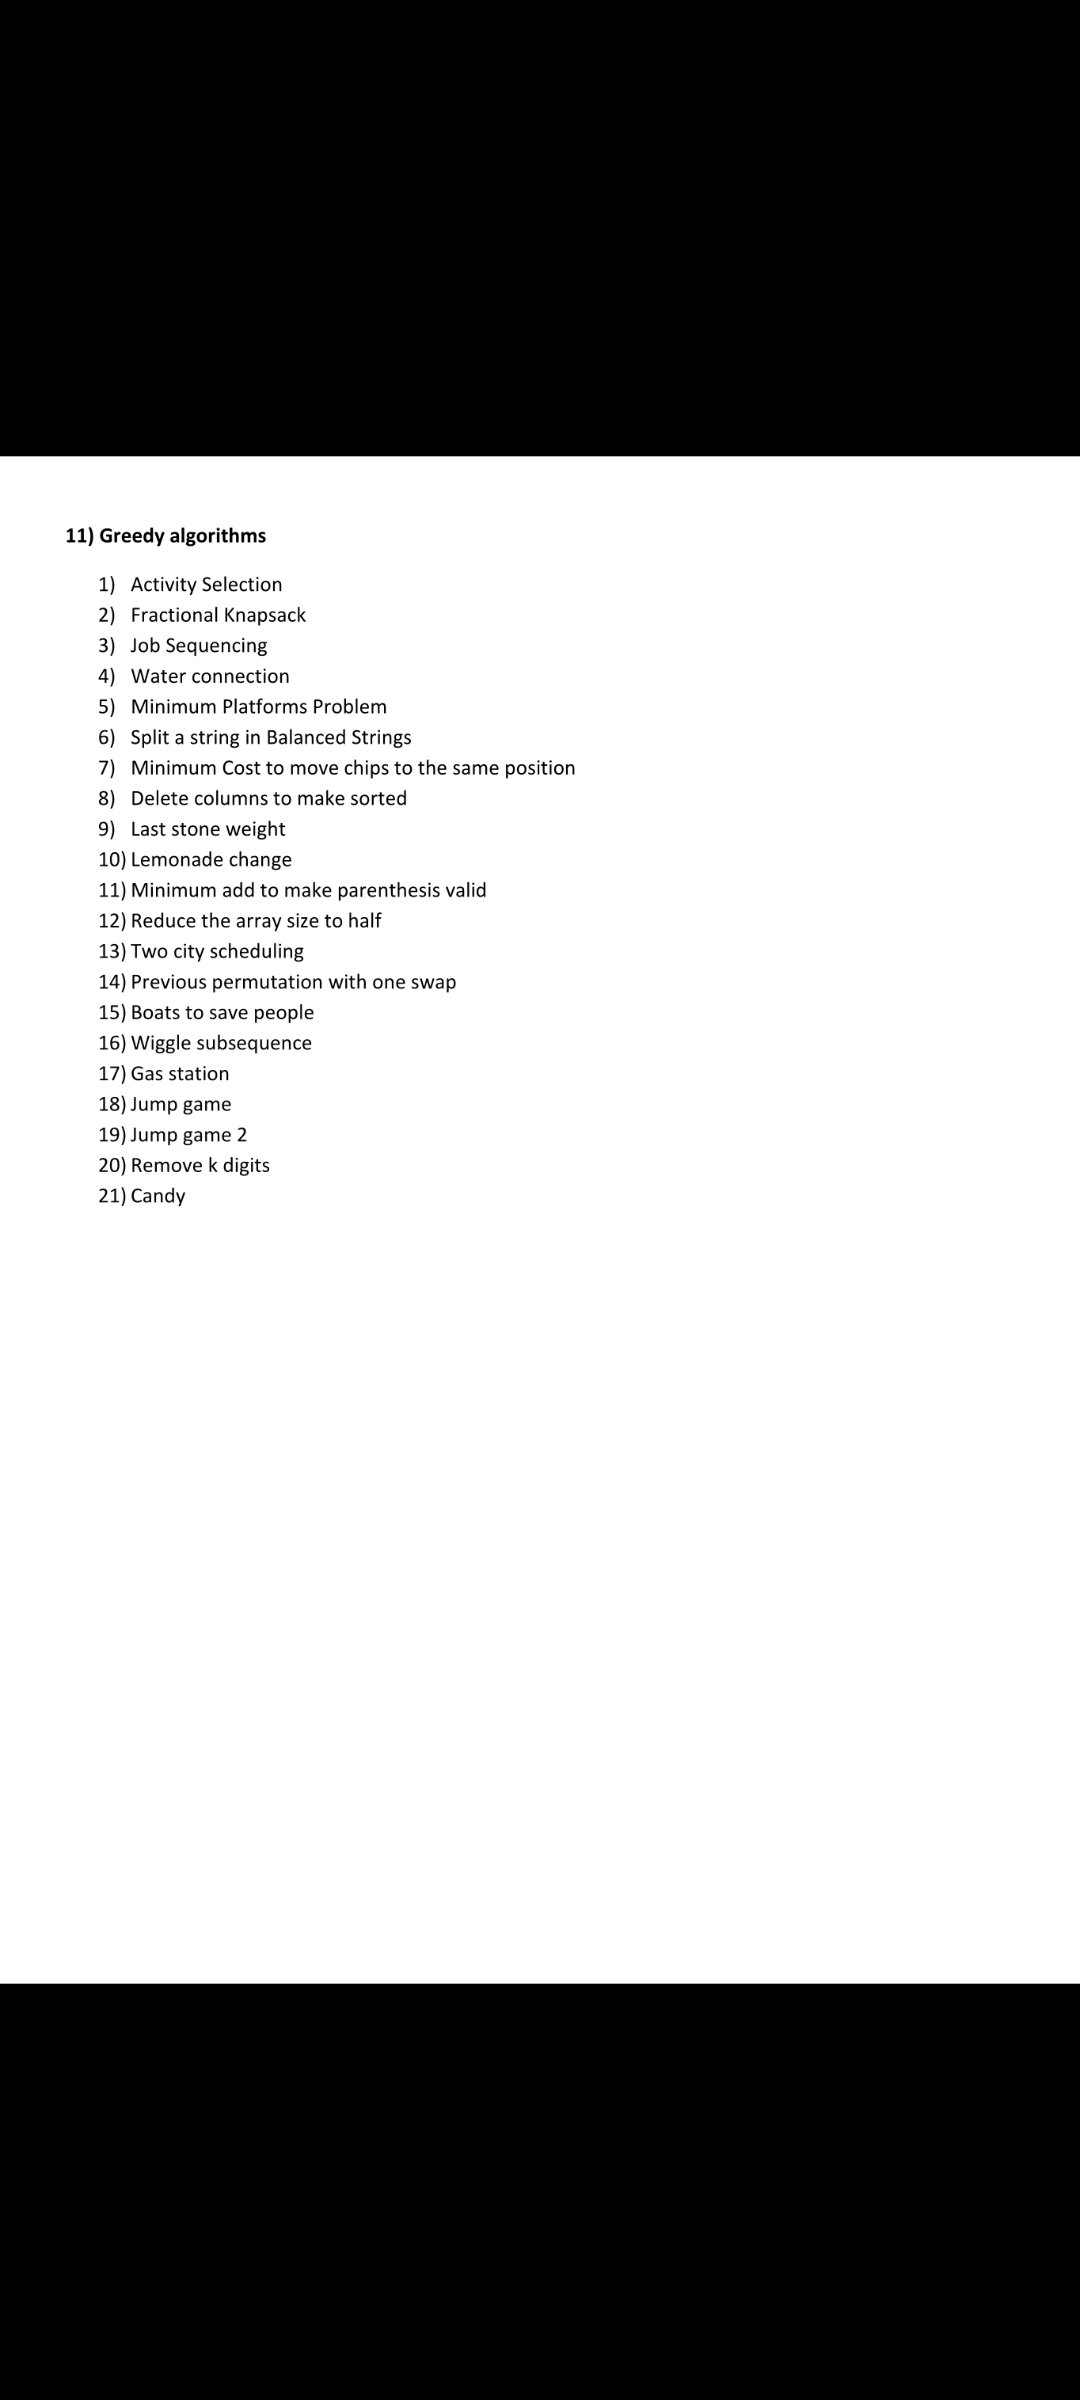 11) Greedy algorithms
1) Activity Selection
2) Fractional Knapsack
3) Job Sequencing
4) Water connection
5) Minimum Platforms Problem
6) Split a string in Balanced Strings
7) Minimum Cost to move chips to the same position
8) Delete columns to make sorted
9) Last stone weight
10) Lemonade change
11) Minimum add to make parenthesis valid
12) Reduce the array size to half
13) Two city scheduling
14) Previous permutation with one swap
15) Boats to save people
16) Wiggle subsequence
17) Gas station
18) Jump game
19) Jump game 2
20) Remove k digits
21) Candy